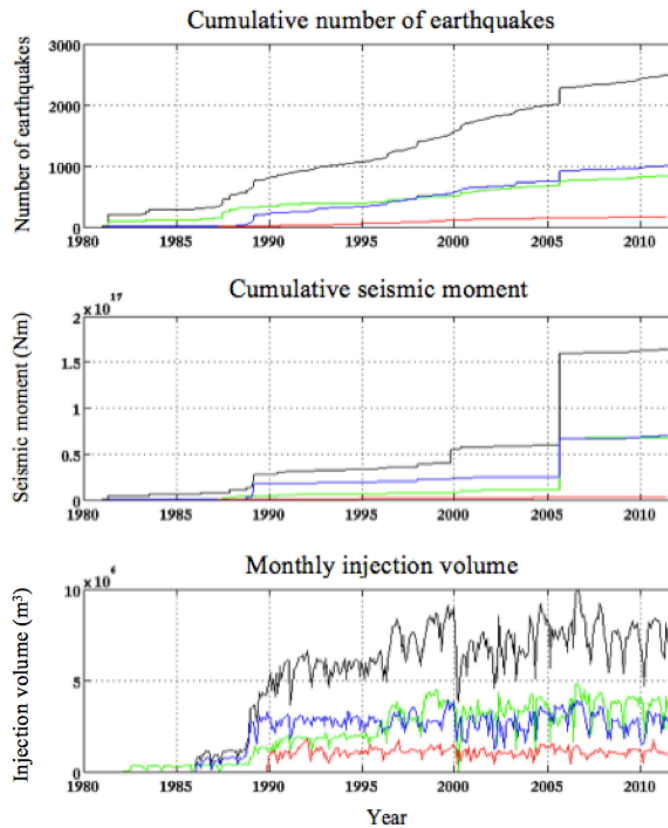 Cumulative number of earthquakes
Number of earthquakes
3000
2000
1000
0
1980 1985 1990 1995 2000 2005 2010
Cumulative seismic moment
Seismic moment (Nm)
x 10^17
2
1.5
1
0.5
0
1980 1985 1990 1995 2000 2005 2010
Monthly injection volume
Injection volume (m³)
x 10^6
10
5
0
1980 1985 1990 1995 2000 2005 2010
Year